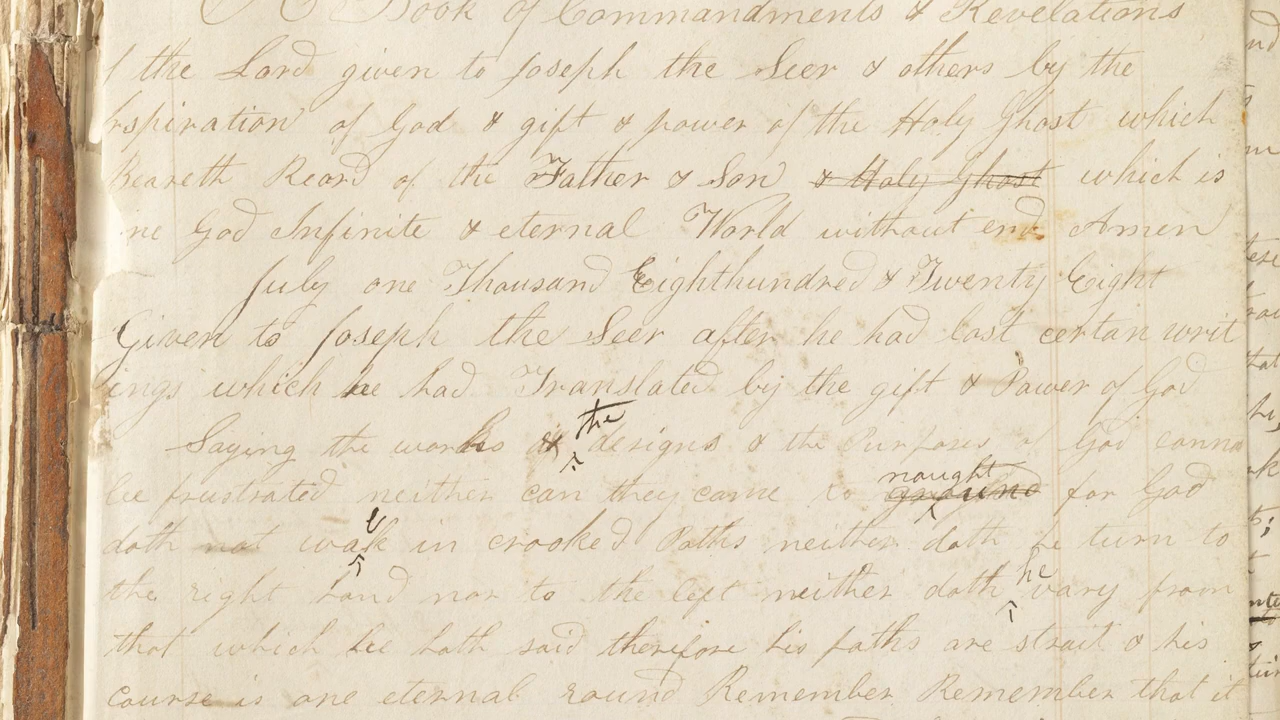 A Book of Commandments & Revelations
f the Lord given to Joseph the Seer & others by the
nspiration of God & gift & power of the Holy Ghost which
Beareth Reord of the Father & Son & Holy Ghost which is
ne God Infinite & eternal World without end Amen
July one Thousand Eighthundred & Twenty Eight
Given to Joseph the Seer after he had lost certan writ
ings which he had Translated by the gift & Power of God
Saying the works & the designs & the Purposes of God canno
be frustrated neither can they come to ground nought for God
doth not walk in crooked Paths neither doth he turn to
the right hand nor to the left neither doth he vary from
that which he hath said therefore his paths are strait & his
course is one eternal round Remember Remember that it